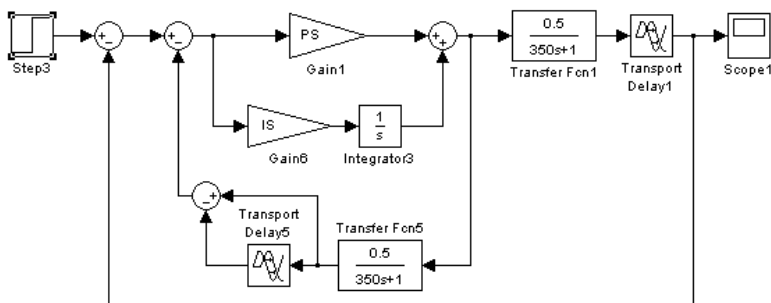 Step3
PS
Gain1
IS
Gain6
1
s
Integrator3
0.5
350s+1
Transfer Fcn1
Transport
Delay1
Scope1
Transport
Delay5
Transfer Fcn5
0.5
350s+1